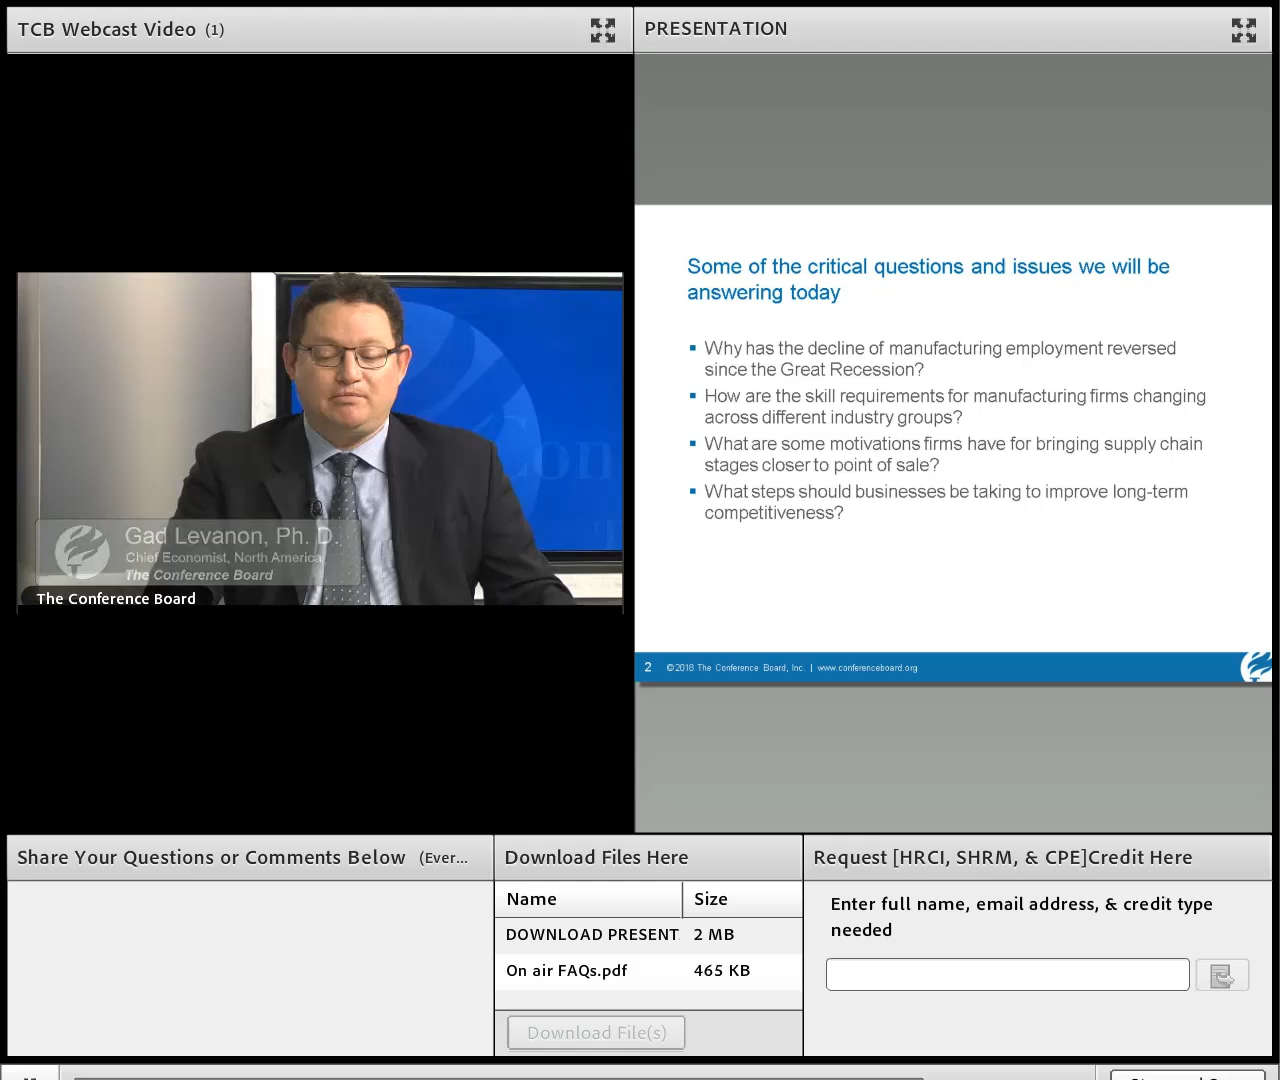 TCB Webcast Video (1)
PRESENTATION
Gad Levanon, Ph. D.
Chief Economist, North America
The Conference Board
The Conference Board
Some of the critical questions and issues we will be
answering today
Why has the decline of manufacturing employment reversed
since the Great Recession?
How are the skill requirements for manufacturing firms changing
across different industry groups?
What are some motivations firms have for bringing supply chain
stages closer to point of sale?
What steps should businesses be taking to improve long-term
competitiveness?
2 ©2018 The Conference Board, Inc. | www.conferenceboard.org
Share Your Questions or Comments Below (Ever...
Download Files Here
Name Size
DOWNLOAD PRESENT 2 MB
On air FAQs.pdf 465 KB
Download File(s)
Request [HRCI, SHRM, & CPE]Credit Here
Enter full name, email address, & credit type
needed